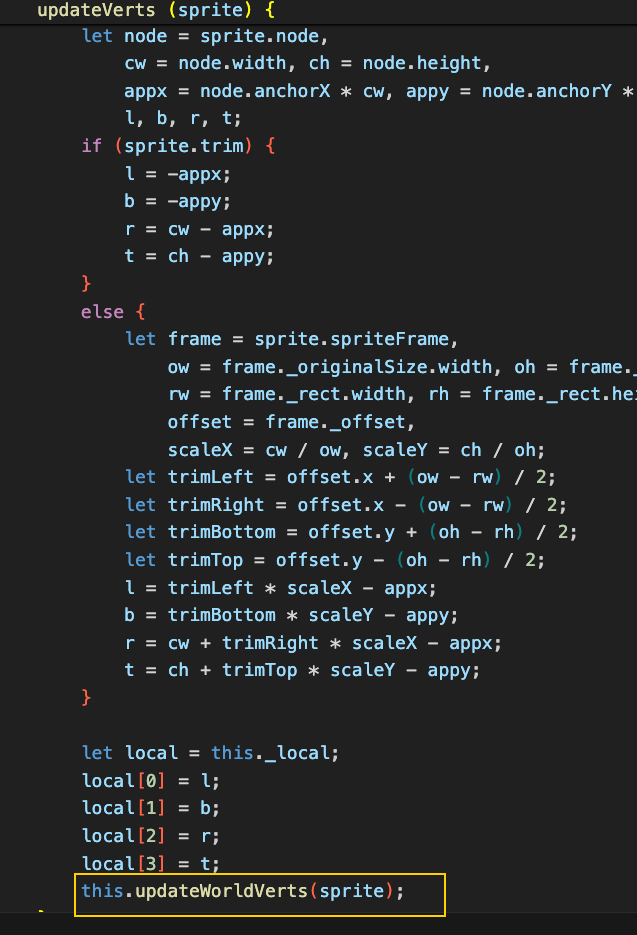 updateVerts (sprite) {
let node = sprite.node,
cw = node.width, ch = node.height,
appx = node.anchorX * cw, appy = node.anchorY *
l, b, r, t;
if (sprite.trim) {
l = -appx;
b = -appy;
r = cw - appx;
t = ch - appy;
}
else {
let frame = sprite.spriteFrame,
ow = frame._originalSize.width, oh = frame._
rw = frame._rect.width, rh = frame._rect.hei
offset = frame._offset,
scaleX = cw / ow, scaleY = ch / oh;
let trimLeft = offset.x + (ow - rw) / 2;
let trimRight = offset.x - (ow - rw) / 2;
let trimBottom = offset.y + (oh - rh) / 2;
let trimTop = offset.y - (oh - rh) / 2;
l = trimLeft * scaleX - appx;
b = trimBottom * scaleY - appy;
r = cw + trimRight * scaleX - appx;
t = ch + trimTop * scaleY - appy;
}
let local = this._local;
local[0] = l;
local[1] = b;
local[2] = r;
local[3] = t;
this.updateWorldVerts(sprite);